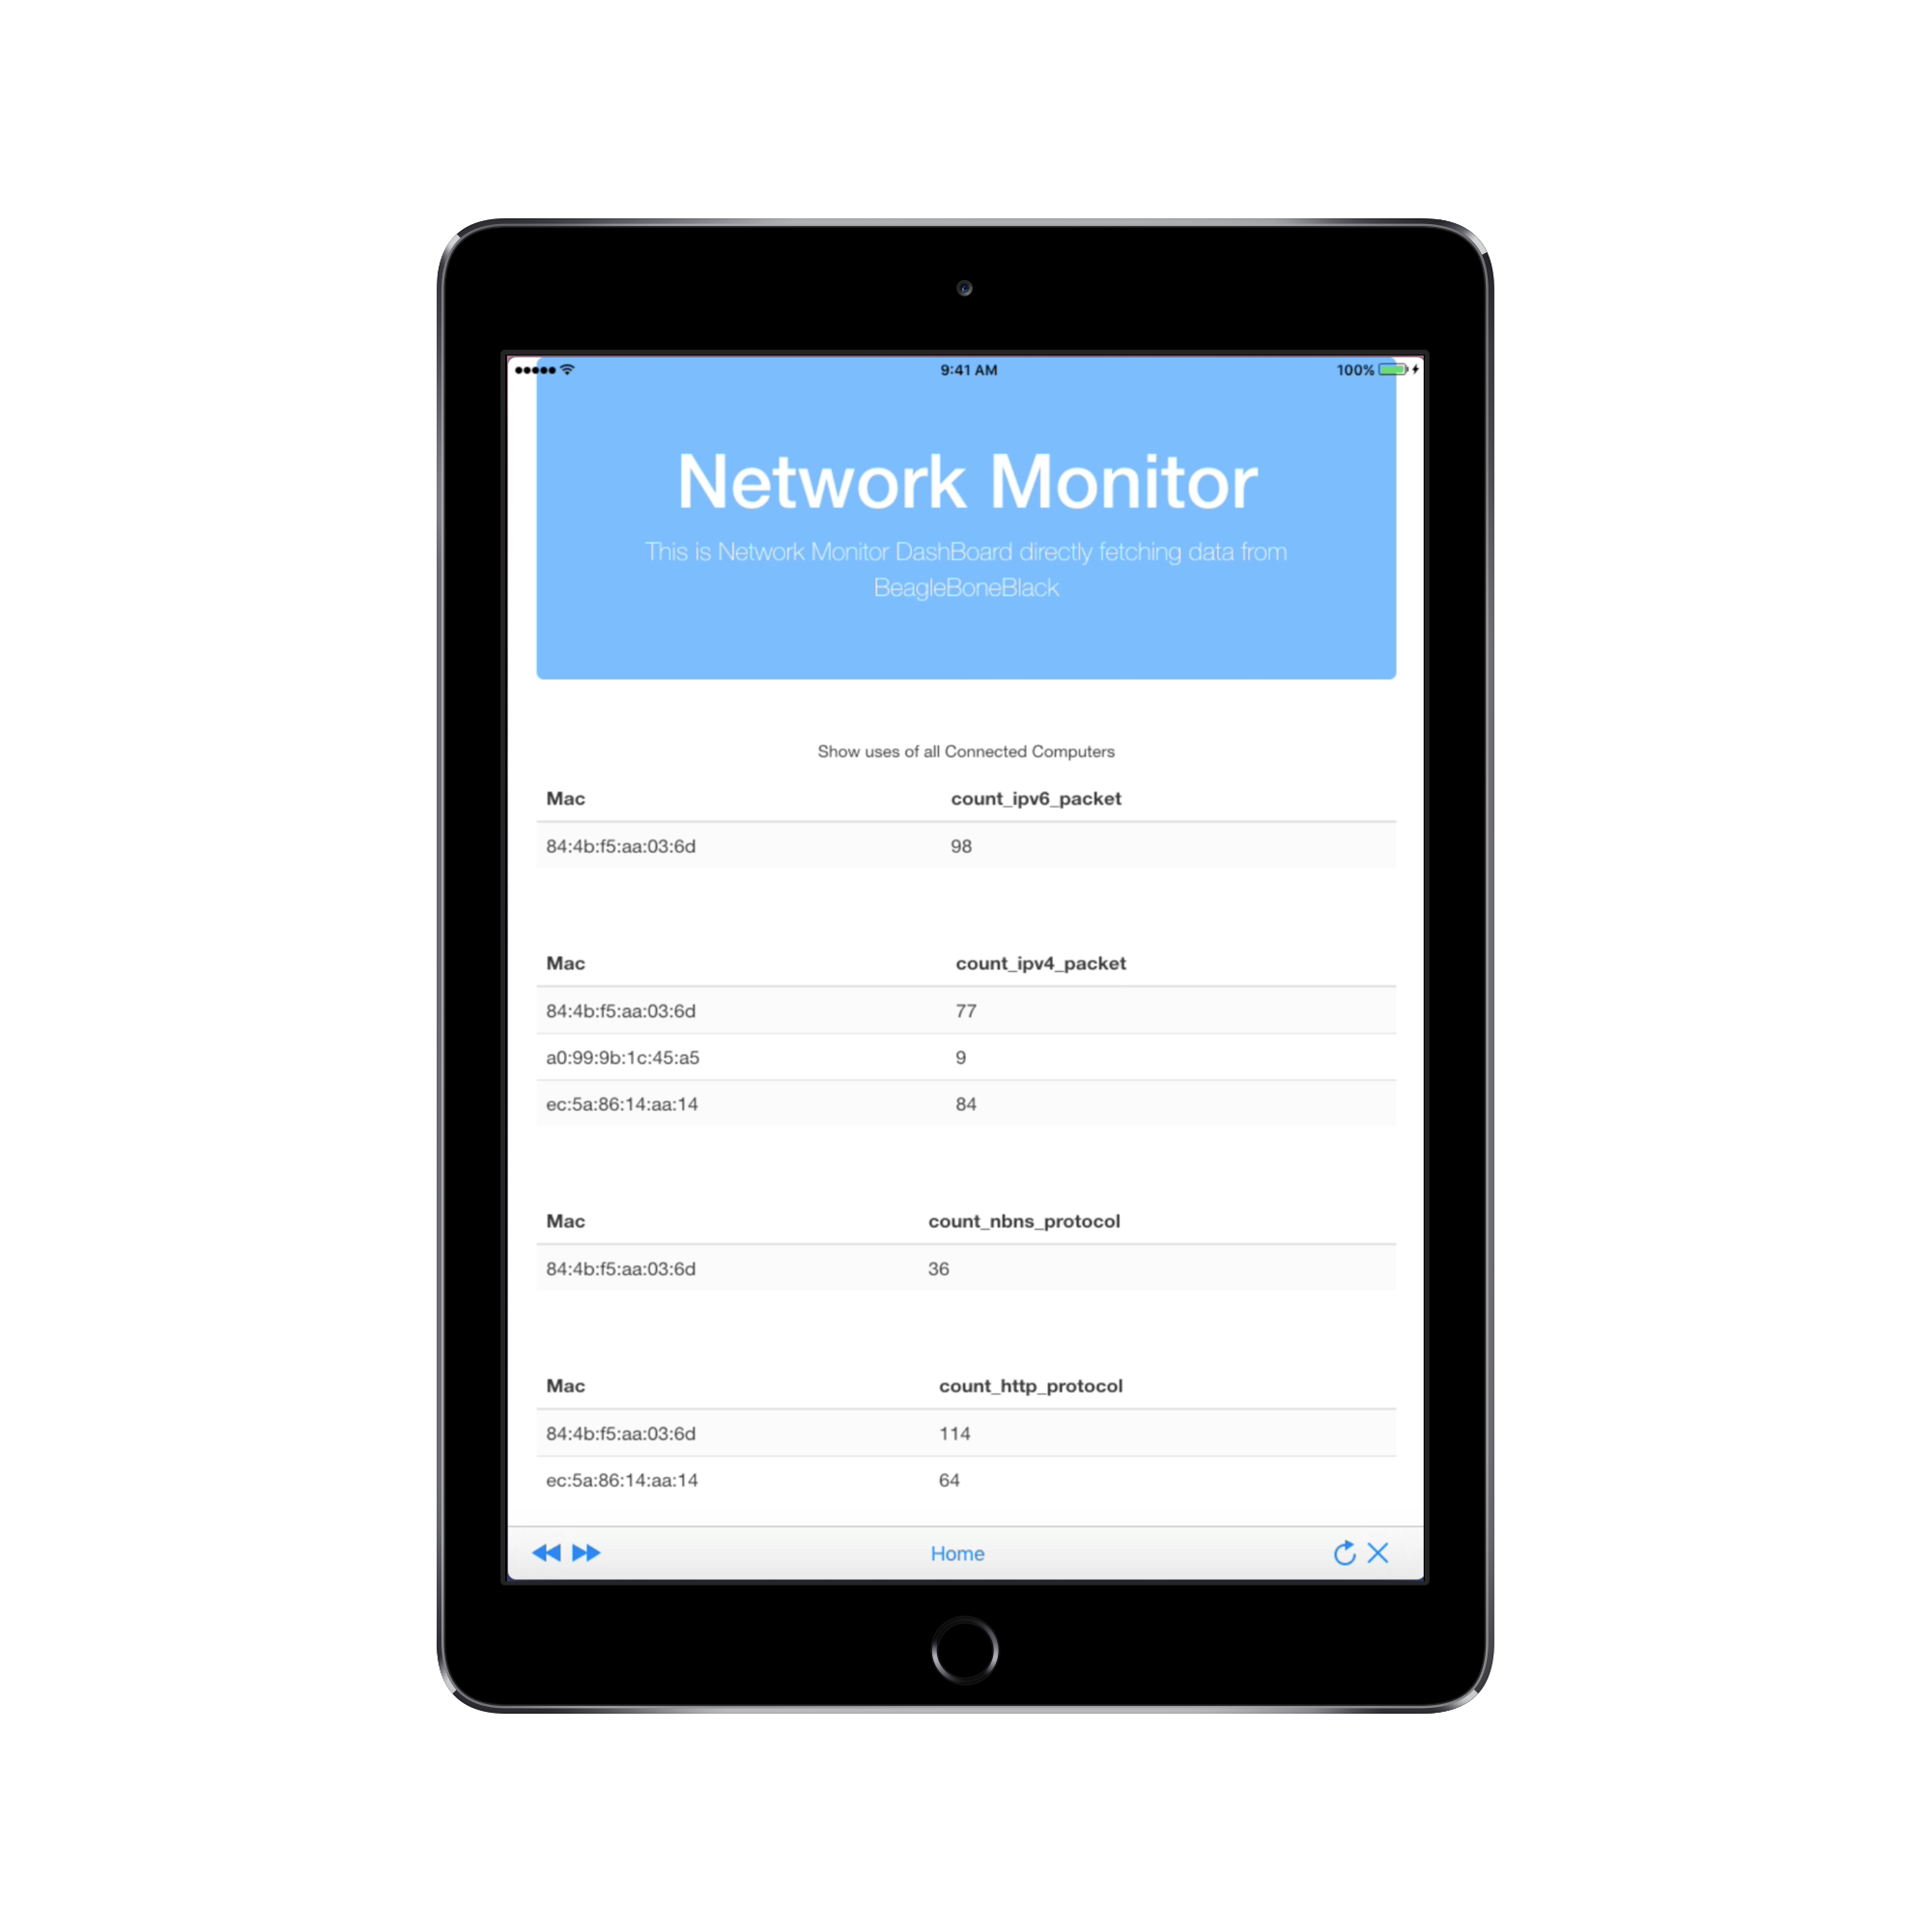 9:41 AM 100%
Network Monitor
This is Network Monitor DashBoard directly fetching data from
BeagleBoneBlack
Show uses of all Connected Computers
Mac count_ipv6_packet
84:4b:f5:aa:03:6d 98
Mac count_ipv4_packet
84:4b:f5:aa:03:6d 77
a0:99:9b:1c:45:a5 9
ec:5a:86:14:aa:14 84
Mac count_nbns_protocol
84:4b:f5:aa:03:6d 36
Mac count_http_protocol
84:4b:f5:aa:03:6d 114
ec:5a:86:14:aa:14 64
Home